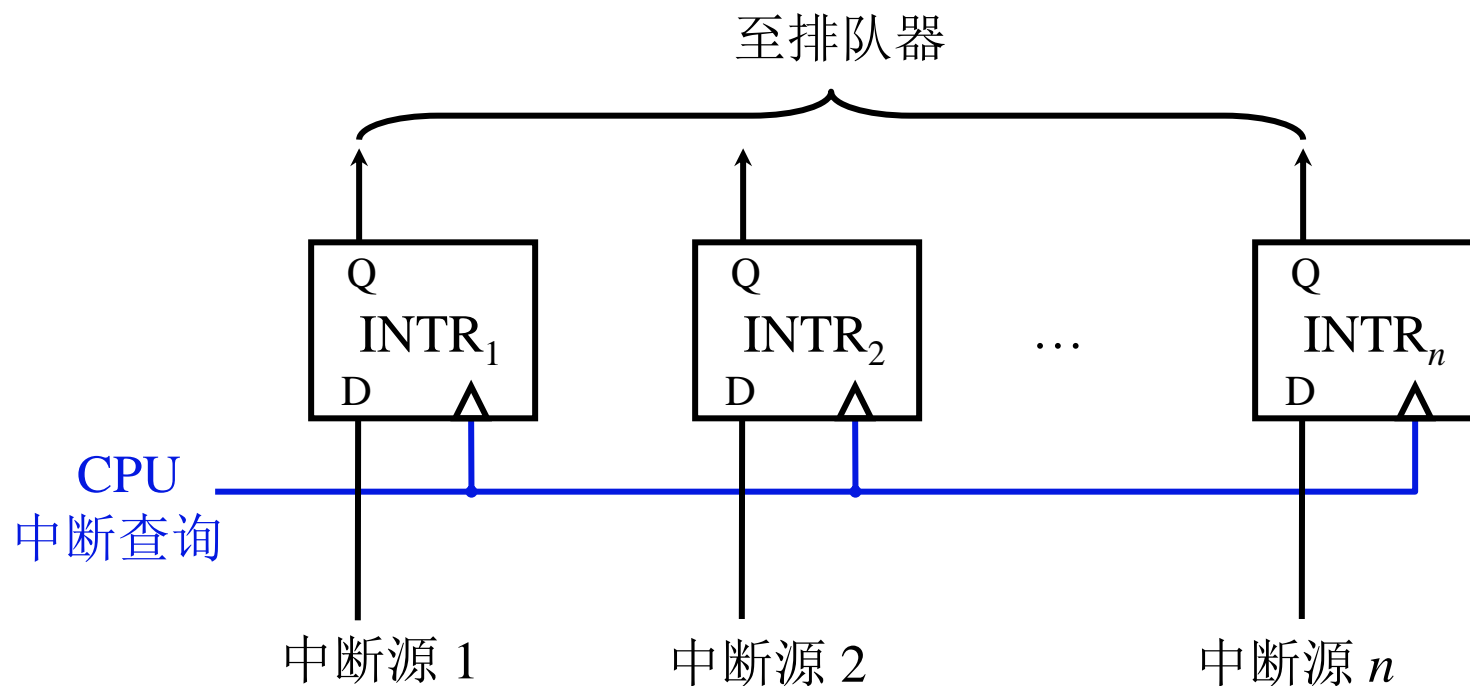 至排队器
Q
Q
Q
INTR1
INTR2
…
INTRn
D
D
D
CPU
中断查询
中断源 1
中断源 2
中断源 n